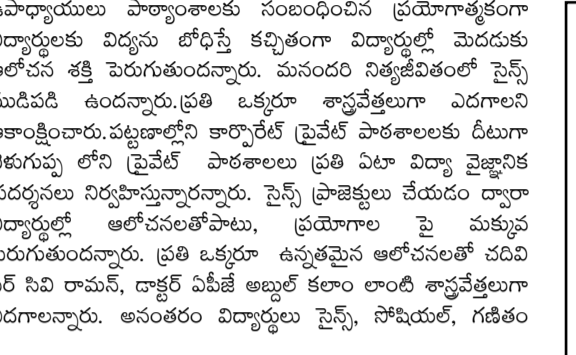 ఉపాధ్యాయులు పాఠ్యాంశాలకు సంబంధించిన ప్రయోగాత్మకంగా
విద్యార్థులకు విద్యను బోధిస్తే కచ్చితంగా విద్యార్థుల్లో మెదడుకు
ఆలోచన శక్తి పెరుగుతుందన్నారు. మనందరి నిత్యజీవితంలో సైన్స్
ముడిపడి ఉందన్నారు.ప్రతి ఒక్కరూ శాస్త్రవేత్తలుగా ఎదగాలని
ఆకాంక్షించారు.పట్టణాల్లోని కార్పొరేట్ ప్రైవేట్ పాఠశాలలకు దీటుగా
లోని ప్రైవేట్ పాఠశాలలు ప్రతి ఏటా విద్యా వైజ్ఞానిక
ప్రదర్శనలు నిర్వహిస్తున్నారన్నారు. సైన్స్ ప్రాజెక్టులు చేయడం ద్వారా
విద్యార్థుల్లో ఆలోచనలతోపాటు, ప్రయోగాల పై మక్కువ
పెరుగుతుందన్నారు. ప్రతి ఒక్కరూ ఉన్నతమైన ఆలోచనలతో చదివి
సర్ సివి రామన్, డాక్టర్ ఏపీజే అబ్దుల్ కలాం లాంటి శాస్త్రవేత్తలుగా
ఎదగాలన్నారు. అనంతరం విద్యార్థులు సైన్స్, సోషియల్, గణితం